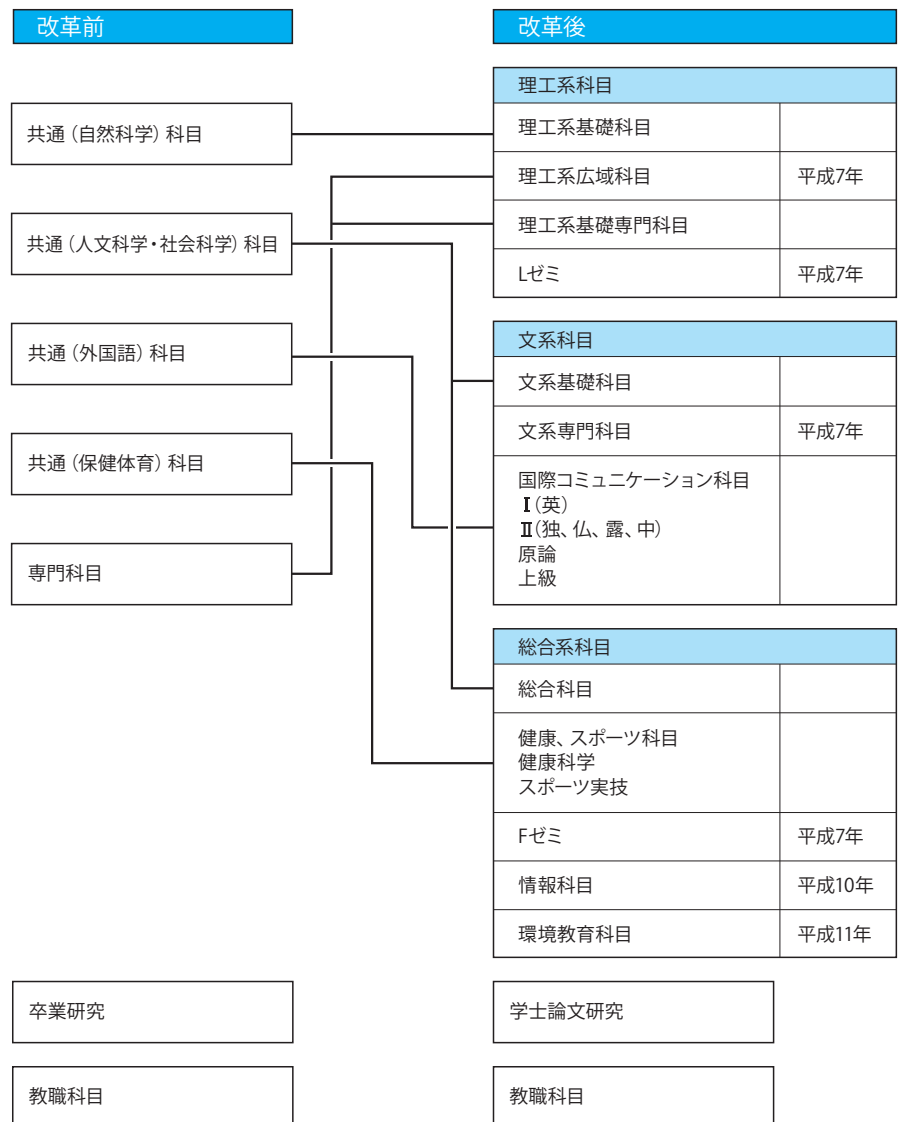 改革前
共通（自然科学）科目
共通（人文科学・社会科学）科目
共通（外国語）科目
共通（保健体育）科目
専門科目
卒業研究
教職科目
改革後
理工系科目
理工系基礎科目
理工系広域科目 平成7年
理工系基礎専門科目
Lゼミ 平成7年
文系科目
文系基礎科目
文系専門科目 平成7年
国際コミュニケーション科目
Ⅰ（英）
Ⅱ（独、仏、露、中）
原論
上級
総合系科目
総合科目
健康、スポーツ科目
健康科学
スポーツ実技
Fゼミ 平成7年
情報科目 平成10年
環境教育科目 平成11年
学士論文研究
教職科目